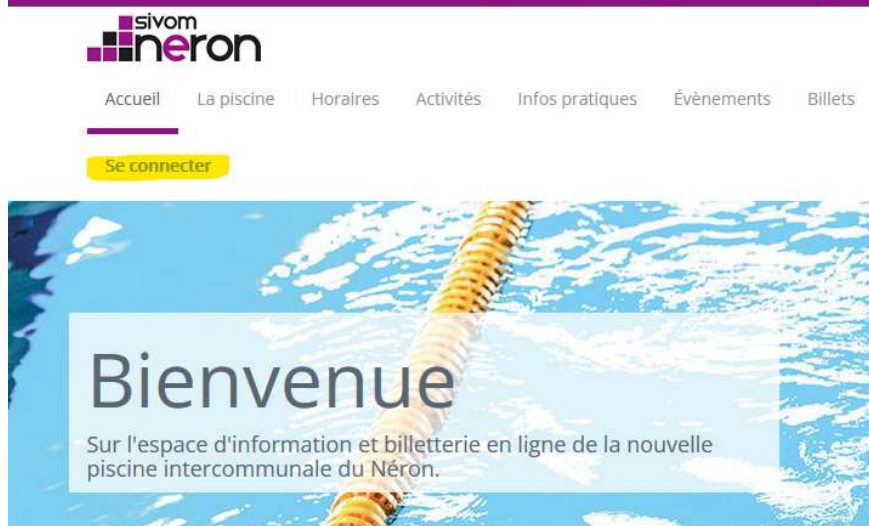 sivom
neron
Accueil La piscine Horaires Activités Infos pratiques Évènements Billets
Se connecter
Bienvenue
Sur l'espace d'information et billetterie en ligne de la nouvelle
piscine intercommunale du Néron.